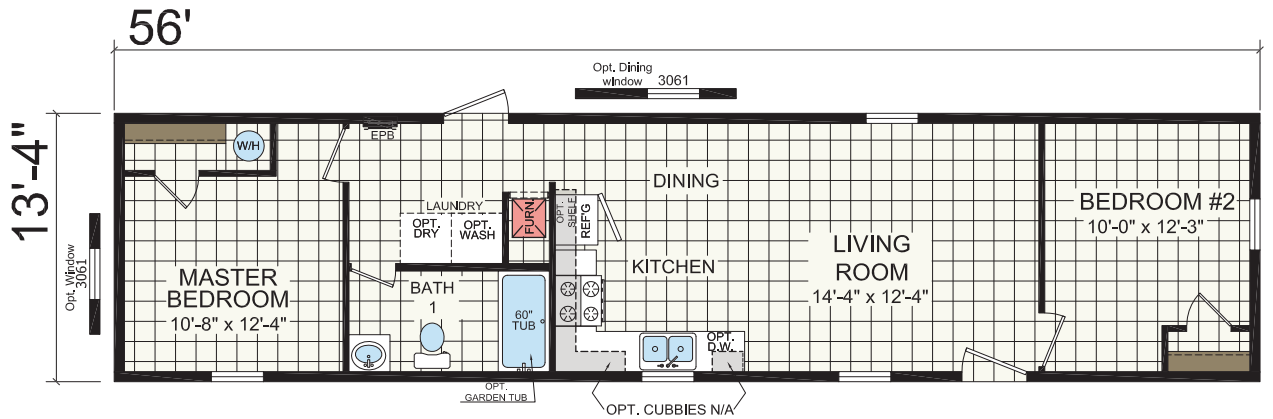 56'
13'-4"
Opt. Dining
window 3061
Opt. Window
3061
W/H
EPB
MASTER
BEDROOM
10'-8" x 12'-4"
LAUNDRY
OPT.
DRY
OPT.
WASH
FURN.
OPT.
SHELF
REF'G
DINING
KITCHEN
LIVING
ROOM
14'-4" x 12'-4"
BEDROOM #2
10'-0" x 12'-3"
BATH
1
60"
TUB
OPT.
D.W.
OPT.
GARDEN TUB
OPT. CUBBIES N/A